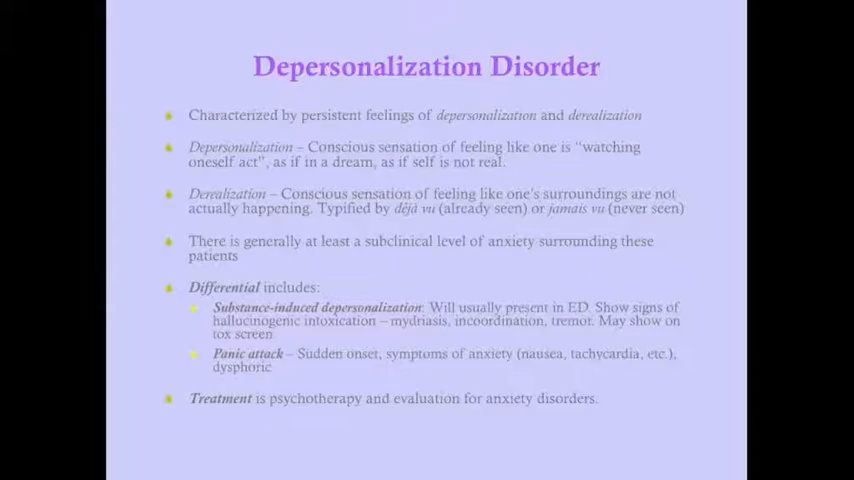 Depersonalization Disorder
Characterized by persistent feelings of depersonalization and derealization
Depersonalization – Conscious sensation of feeling like one is “watching
oneself act”, as if in a dream, as if self is not real.
Derealization – Conscious sensation of feeling like one’s surroundings are not
actually happening. Typified by déjà vu (already seen) or jamais vu (never seen)
There is generally at least a subclinical level of anxiety surrounding these
patients
Differential includes:
Substance-induced depersonalization: Will usually present in ED. Show signs of
hallucinogenic intoxication – mydriasis, incoordination, tremor. May show on
tox screen
Panic attack – Sudden onset, symptoms of anxiety (nausea, tachycardia, etc.),
dysphoric
Treatment is psychotherapy and evaluation for anxiety disorders.